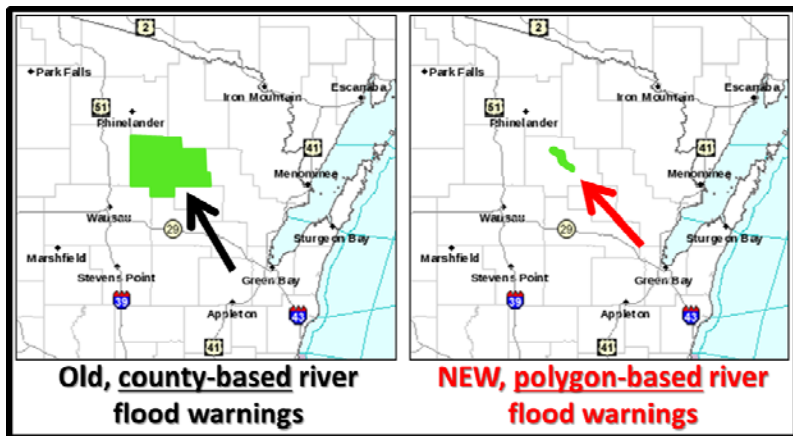 2
Park Falls
Iron Mountain
Escanaba
51
Rhinelander
41
Menominee
Wausau
29
Sturgeon Bay
Marshfield
Stevens Point
Green Bay
39
Appleton
43
41
Old, county-based river
flood warnings
2
Park Falls
Iron Mountain
Escanaba
51
Rhinelander
41
Menominee
Wausau
29
Sturgeon Bay
Marshfield
Stevens Point
Green Bay
39
Appleton
43
41
NEW, polygon-based river
flood warnings